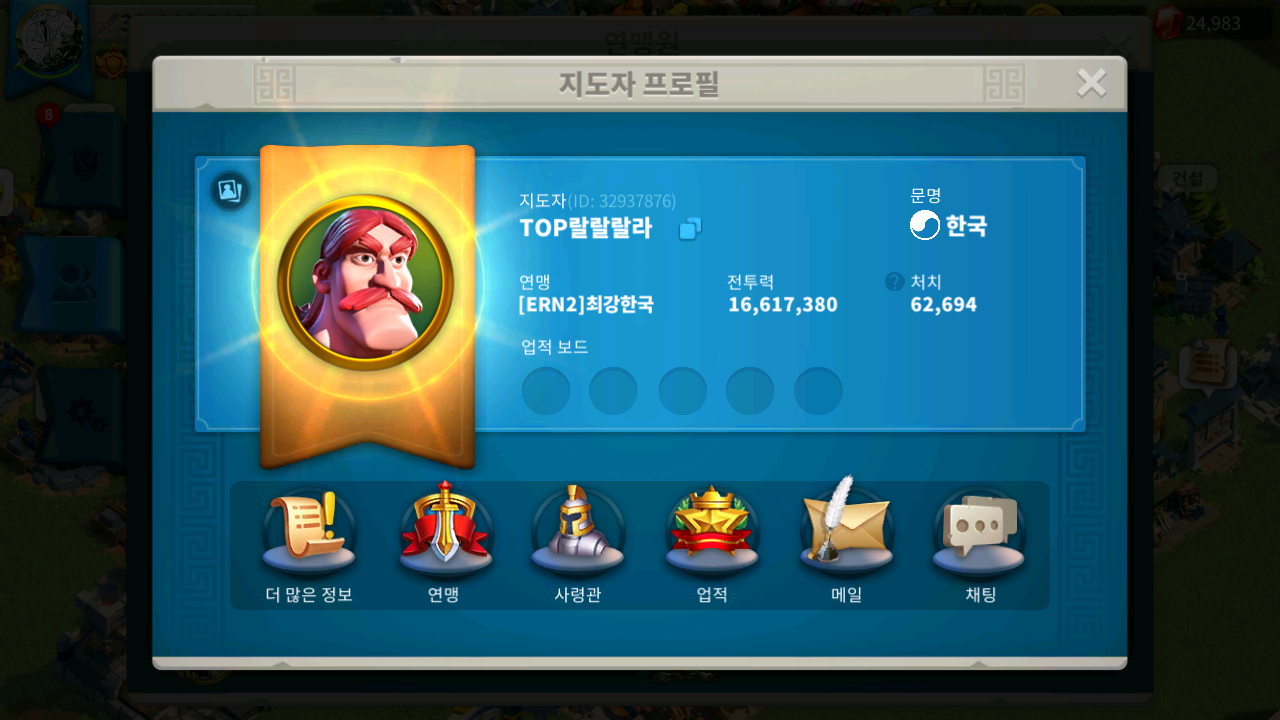 연맹원
24,983
지도자 프로필
8
건설
지도자(ID: 32937876)
TOP랄랄랄라
문명
한국
연맹
전투력
? 처치
[ERN2]최강한국
16,617,380
62,694
업적 보드
더 많은 정보
연맹
사령관
업적
메일
채팅